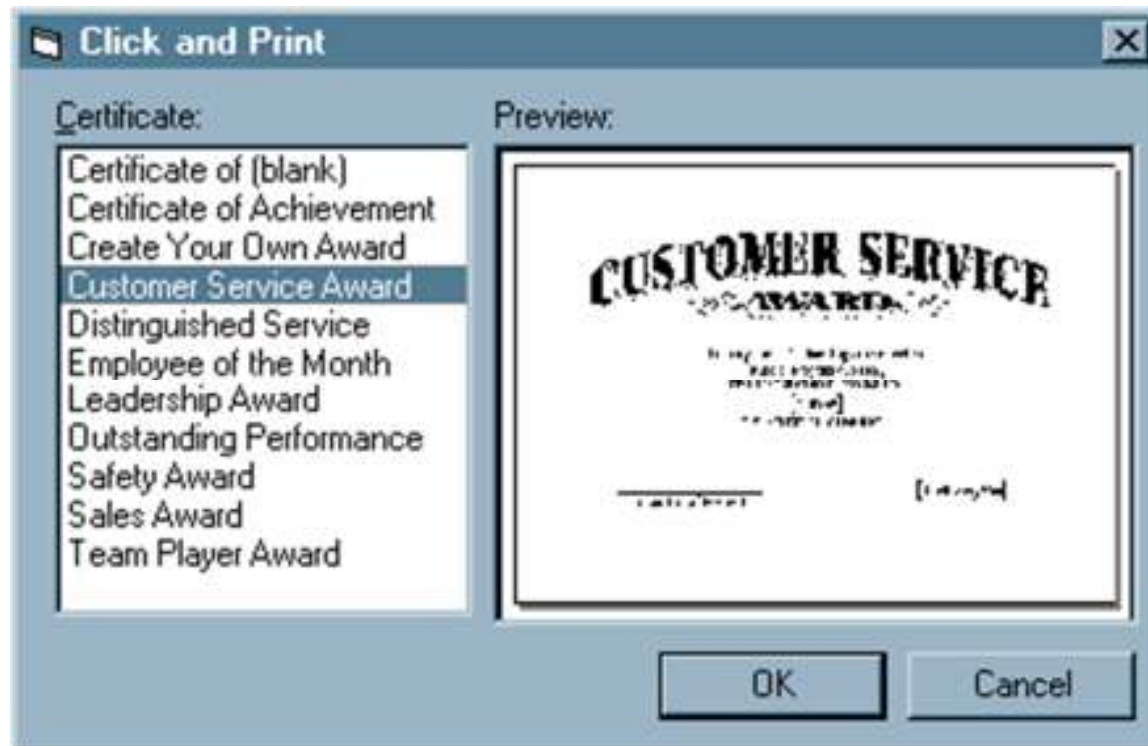 Click and Print
Certificate:
Certificate of (blank)
Certificate of Achievement
Create Your Own Award
Customer Service Award
Distinguished Service
Employee of the Month
Leadership Award
Outstanding Performance
Safety Award
Sales Award
Team Player Award
Preview:
CUSTOMER SERVICE
AWARD
OK
Cancel